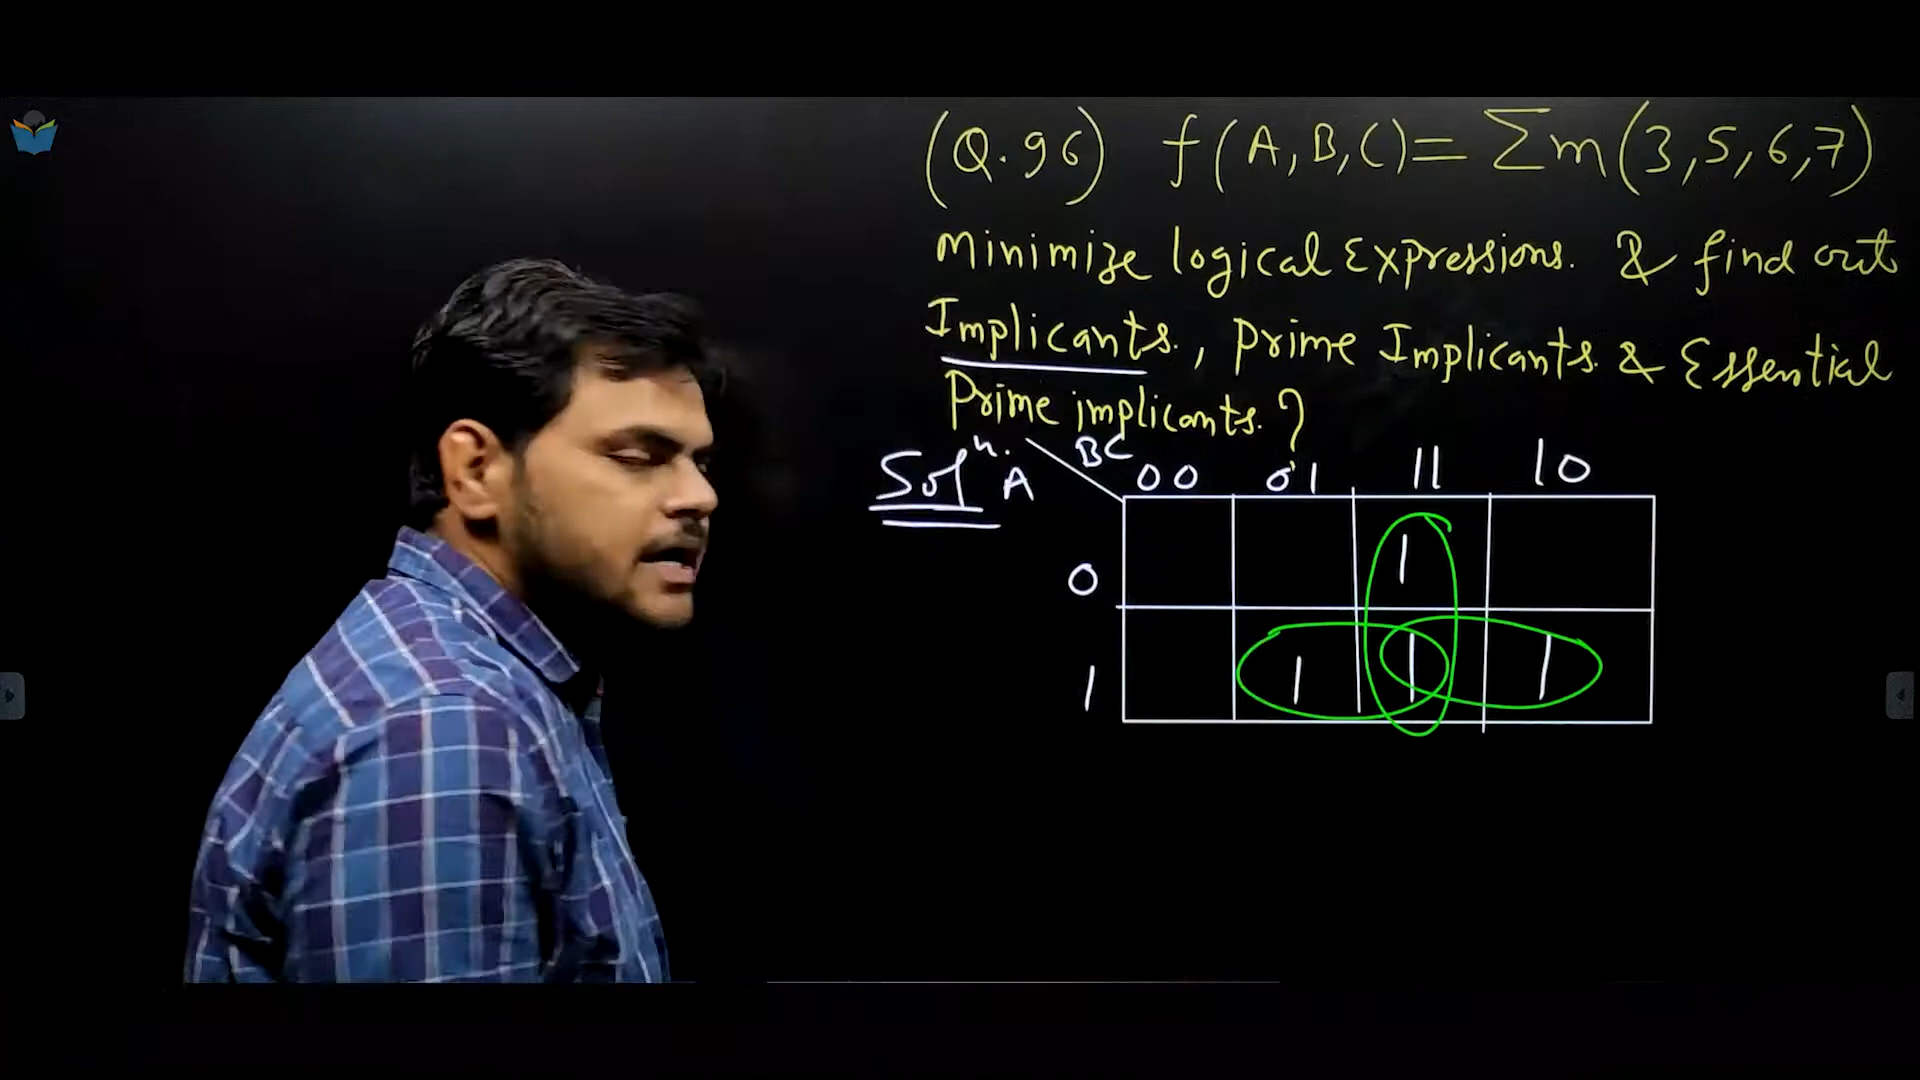 (Q.96) f(A,B,C)= Σm(3,5,6,7)
Minimize logical Expressions. & find out
Implicants., Prime Implicants & Essential
Prime implicants.?
Solⁿ. A BC 00 01 11 10
0 1
1 1 1 1